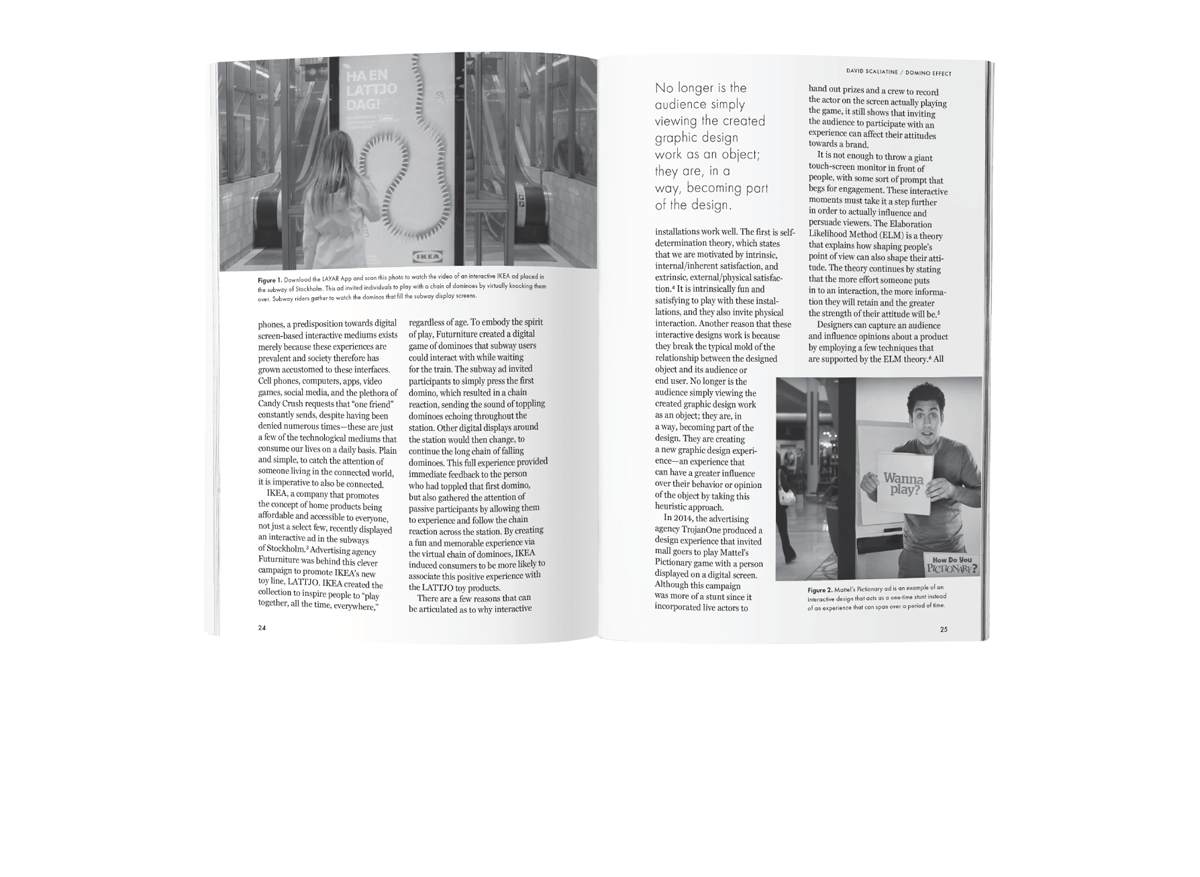 HA EN
LATTJO
DAG!
IKEA
Figure 1. Download the LAYAR App and scan this photo to watch the video of an interactive IKEA ad placed in
the subway of Stockholm. This ad invited individuals to play with a chain of dominoes by virtually knocking them
over. Subway riders gather to watch the dominos that fill the subway display screens.
phones, a predisposition towards digital
screen-based interactive mediums exists
merely because these experiences are
prevalent and society therefore has
grown accustomed to these interfaces.
Cell phones, computers, apps, video
games, social media, and the plethora of
Candy Crush requests that “one friend”
constantly sends, despite having been
denied numerous times—these are just
a few of the technological mediums that
consume our lives on a daily basis. Plain
and simple, to catch the attention of
someone living in the connected world,
it is imperative to also be connected.
IKEA, a company that promotes
the concept of home products being
affordable and accessible to everyone,
not just a select few, recently displayed
an interactive ad in the subways
of Stockholm.³ Advertising agency
Futurniture was behind this clever
campaign to promote IKEA's new
toy line, LATTJO. IKEA created the
collection to inspire people to “play
together, all the time, everywhere,”
regardless of age. To embody the spirit
of play, Futurniture created a digital
game of dominoes that subway users
could interact with while waiting
for the train. The subway ad invited
participants to simply press the first
domino, which resulted in a chain
reaction, sending the sound of toppling
dominoes echoing throughout the
station. Other digital displays around
the station would then change, to
continue the long chain of falling
dominoes. This full experience provided
immediate feedback to the person
who had toppled that first domino,
but also gathered the attention of
passive participants by allowing them
to experience and follow the chain
reaction across the station. By creating
a fun and memorable experience via
the virtual chain of dominoes, IKEA
induced consumers to be more likely to
associate this positive experience with
the LATTJO toy products.
There are a few reasons that can
be articulated as to why interactive
24
DAVID SCALIATINE / DOMINO EFFECT
No longer is the
audience simply
viewing the created
graphic design
work as an object;
they are, in a
way, becoming part
of the design.
installations work well. The first is self-
determination theory, which states
that we are motivated by intrinsic,
internal/inherent satisfaction, and
extrinsic, external/physical satisfac-
tion.⁴ It is intrinsically fun and
satisfying to play with these instal-
lations, and they also invite physical
interaction. Another reason that these
interactive designs work is because
they break the typical mold of the
relationship between the designed
object and its audience or
end user. No longer is the
audience simply viewing the
created graphic design work
as an object; they are, in
a way, becoming part of the
design. They are creating
a new graphic design experi-
ence—an experience that
can have a greater influence
over their behavior or opinion
of the object by taking this
heuristic approach.
In 2014, the advertising
agency TrojanOne produced a
design experience that invited
mall goers to play Mattel's
Pictionary game with a person
displayed on a digital screen.
Although this campaign
was more of a stunt since it
incorporated live actors to
hand out prizes and a crew to record
the actor on the screen actually playing
the game, it still shows that inviting
the audience to participate with an
experience can affect their attitudes
towards a brand.
It is not enough to throw a giant
touch-screen monitor in front of
people, with some sort of prompt that
begs for engagement. These interactive
moments must take it a step further
in order to actually influence and
persuade viewers. The Elaboration
Likelihood Method (ELM) is a theory
that explains how shaping people's
point of view can also shape their atti-
tude. The theory continues by stating
that the more effort someone puts
in to an interaction, the more informa-
tion they will retain and the greater
the strength of their attitude will be.⁵
Designers can capture an audience
and influence opinions about a product
by employing a few techniques that
are supported by the ELM theory.⁶ All
Wanna
play?
How Do You
PICTIONARY?
Figure 2. Mattel's Pictionary ad is an example of an
interactive design that acts as a one-time stunt instead
of an experience that can span over a period of time.
25